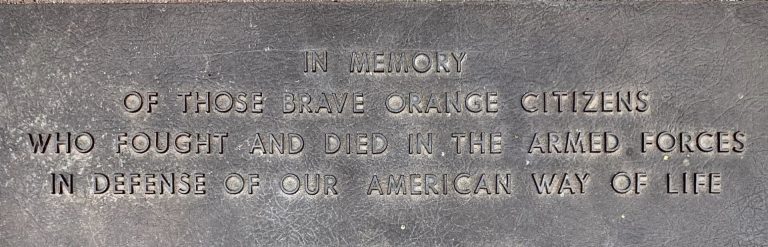 IN MEMORY
OF THOSE BRAVE ORANGE CITIZENS
WHO FOUGHT AND DIED IN THE ARMED FORCES
IN DEFENSE OF OUR AMERICAN WAY OF LIFE